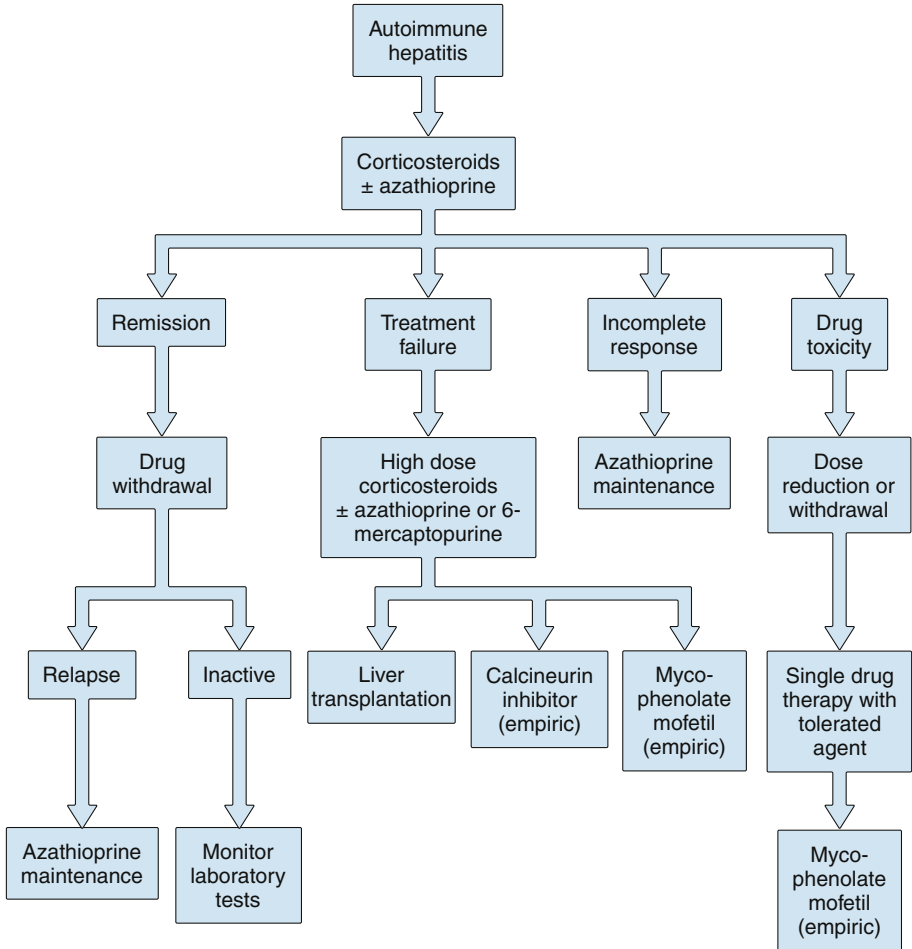 Autoimmune
hepatitis
Corticosteroids
± azathioprine
Remission
Treatment
failure
Incomplete
response
Drug
toxicity
Drug
withdrawal
High dose
corticosteroids
± azathioprine or 6-
mercaptopurine
Azathioprine
maintenance
Dose
reduction or
withdrawal
Relapse
Inactive
Liver
transplantation
Calcineurin
inhibitor
(empiric)
Myco-
phenolate
mofetil
(empiric)
Single drug
therapy with
tolerated
agent
Azathioprine
maintenance
Monitor
laboratory
tests
Myco-
phenolate
mofetil
(empiric)